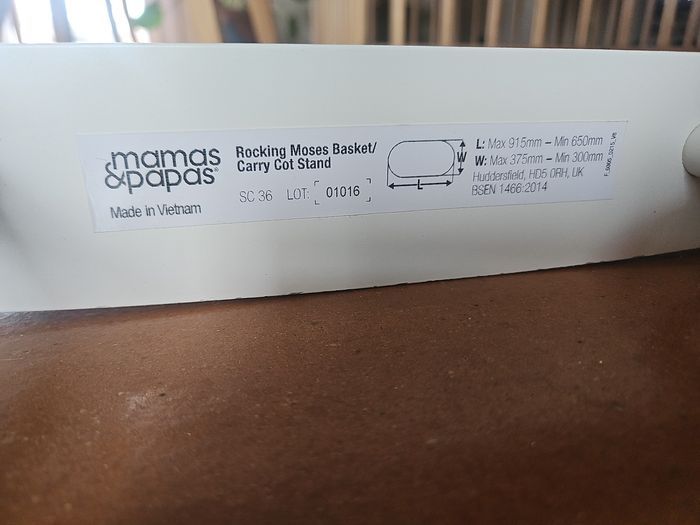 mamas
&papas®
Made in Vietnam
Rocking Moses Basket/
Carry Cot Stand
SC 36 LOT: 01016
W
L
L: Max 915mm – Min 650mm
W: Max 375mm – Min 300mm
Huddersfield, HD5 0RH, UK
BSEN 1466:2014